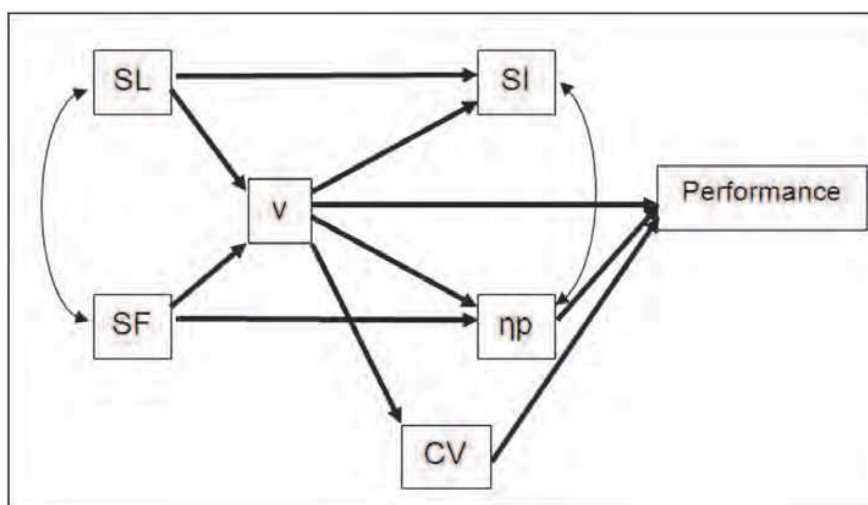 SL
SI
Performance
v
SF
ηp
CV